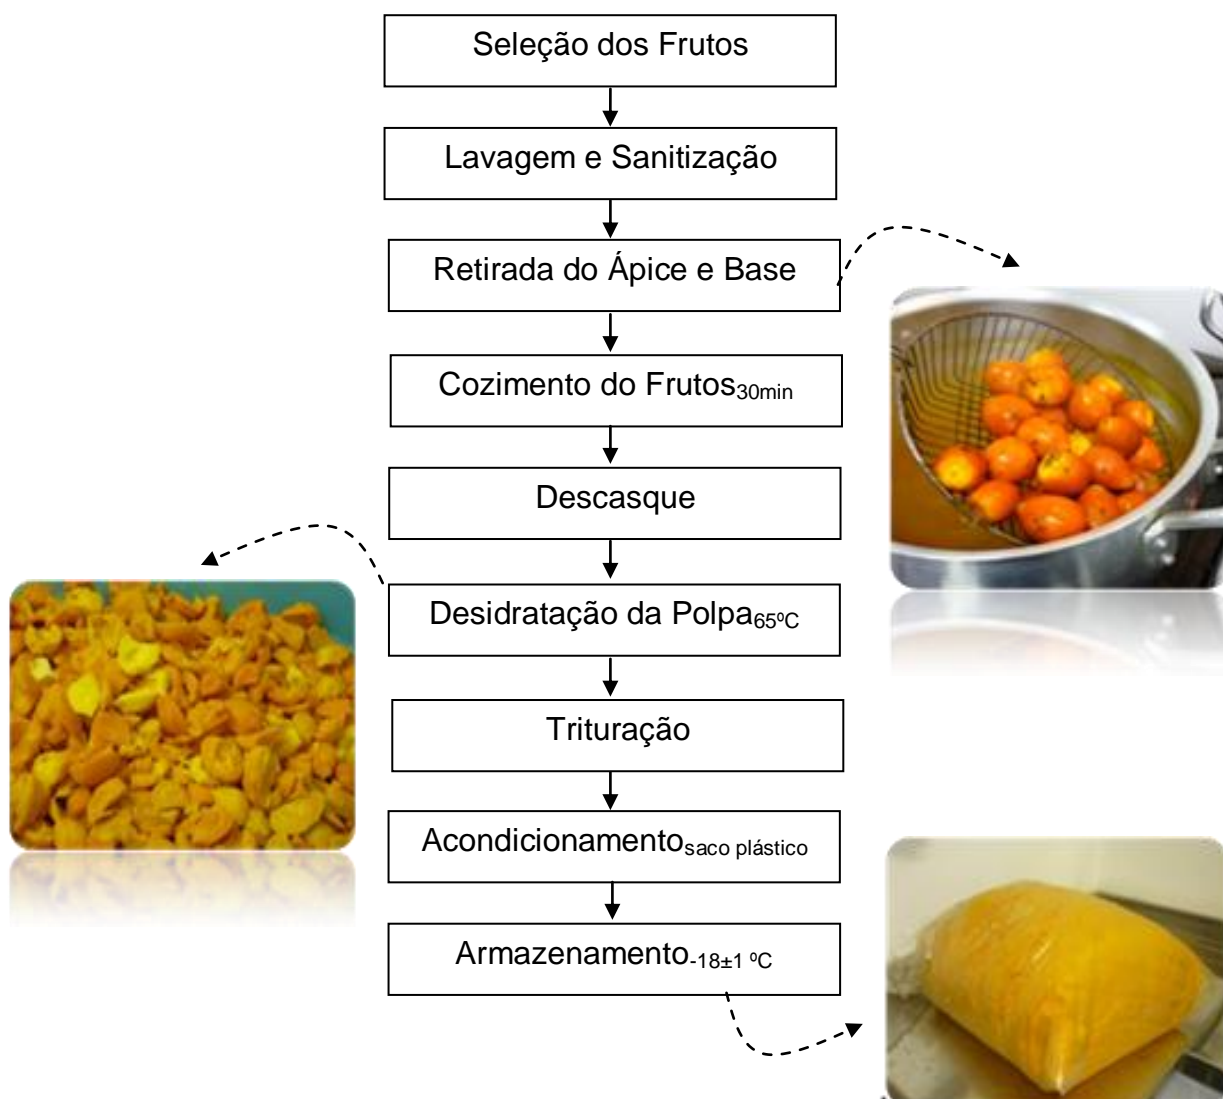 Seleção dos Frutos
Lavagem e Sanitização
Retirada do Ápice e Base
Cozimento do Frutos30min
Descasque
Desidratação da Polpa65ºC
Trituração
Acondicionamentosaco plástico
Armazenamento-18±1 ºC